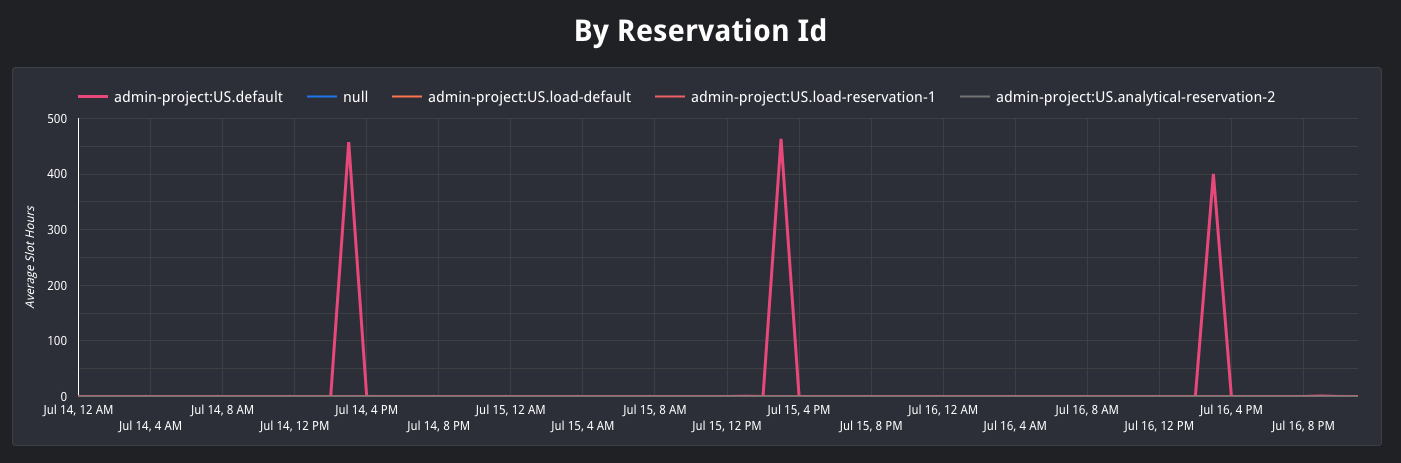 By Reservation Id
admin-project:US.default null admin-project:US.load-default admin-project:US.load-reservation-1 admin-project:US.analytical-reservation-2
500
400
300
200
100
0
Average Slot Hours
Jul 14, 12 AM Jul 14, 8 AM Jul 14, 4 PM Jul 15, 12 AM Jul 15, 8 AM Jul 15, 4 PM Jul 16, 12 AM Jul 16, 8 AM Jul 16, 4 PM
Jul 14, 4 AM Jul 14, 12 PM Jul 14, 8 PM Jul 15, 4 AM Jul 15, 12 PM Jul 15, 8 PM Jul 16, 4 AM Jul 16, 12 PM Jul 16, 8 PM